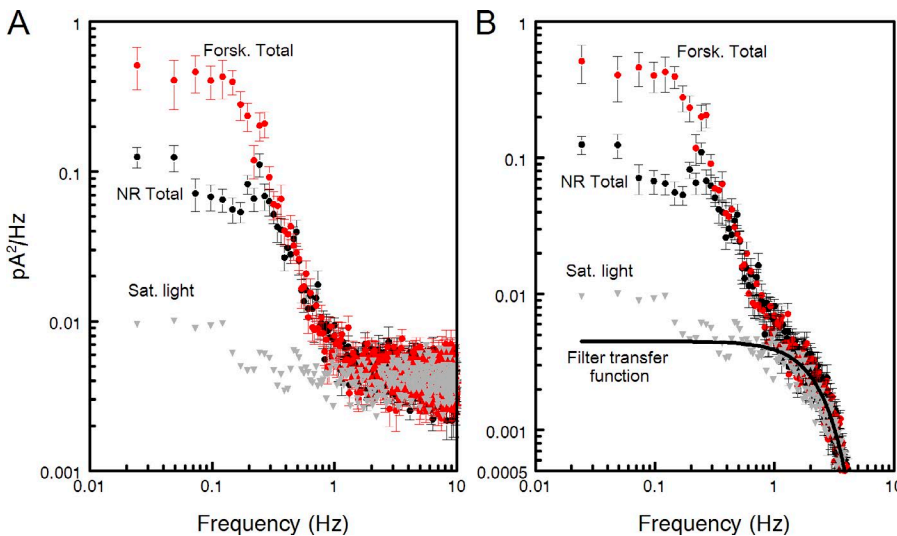 A
B
1
Forsk. Total
0.1
NR Total
Sat. light
0.01
0.001
0.01
0.1
1
10
Frequency (Hz)
pA²/Hz
1
Forsk. Total
0.1
NR Total
Sat. light
0.01
Filter transfer
function
0.001
0.0005
0.01
0.1
1
10
Frequency (Hz)